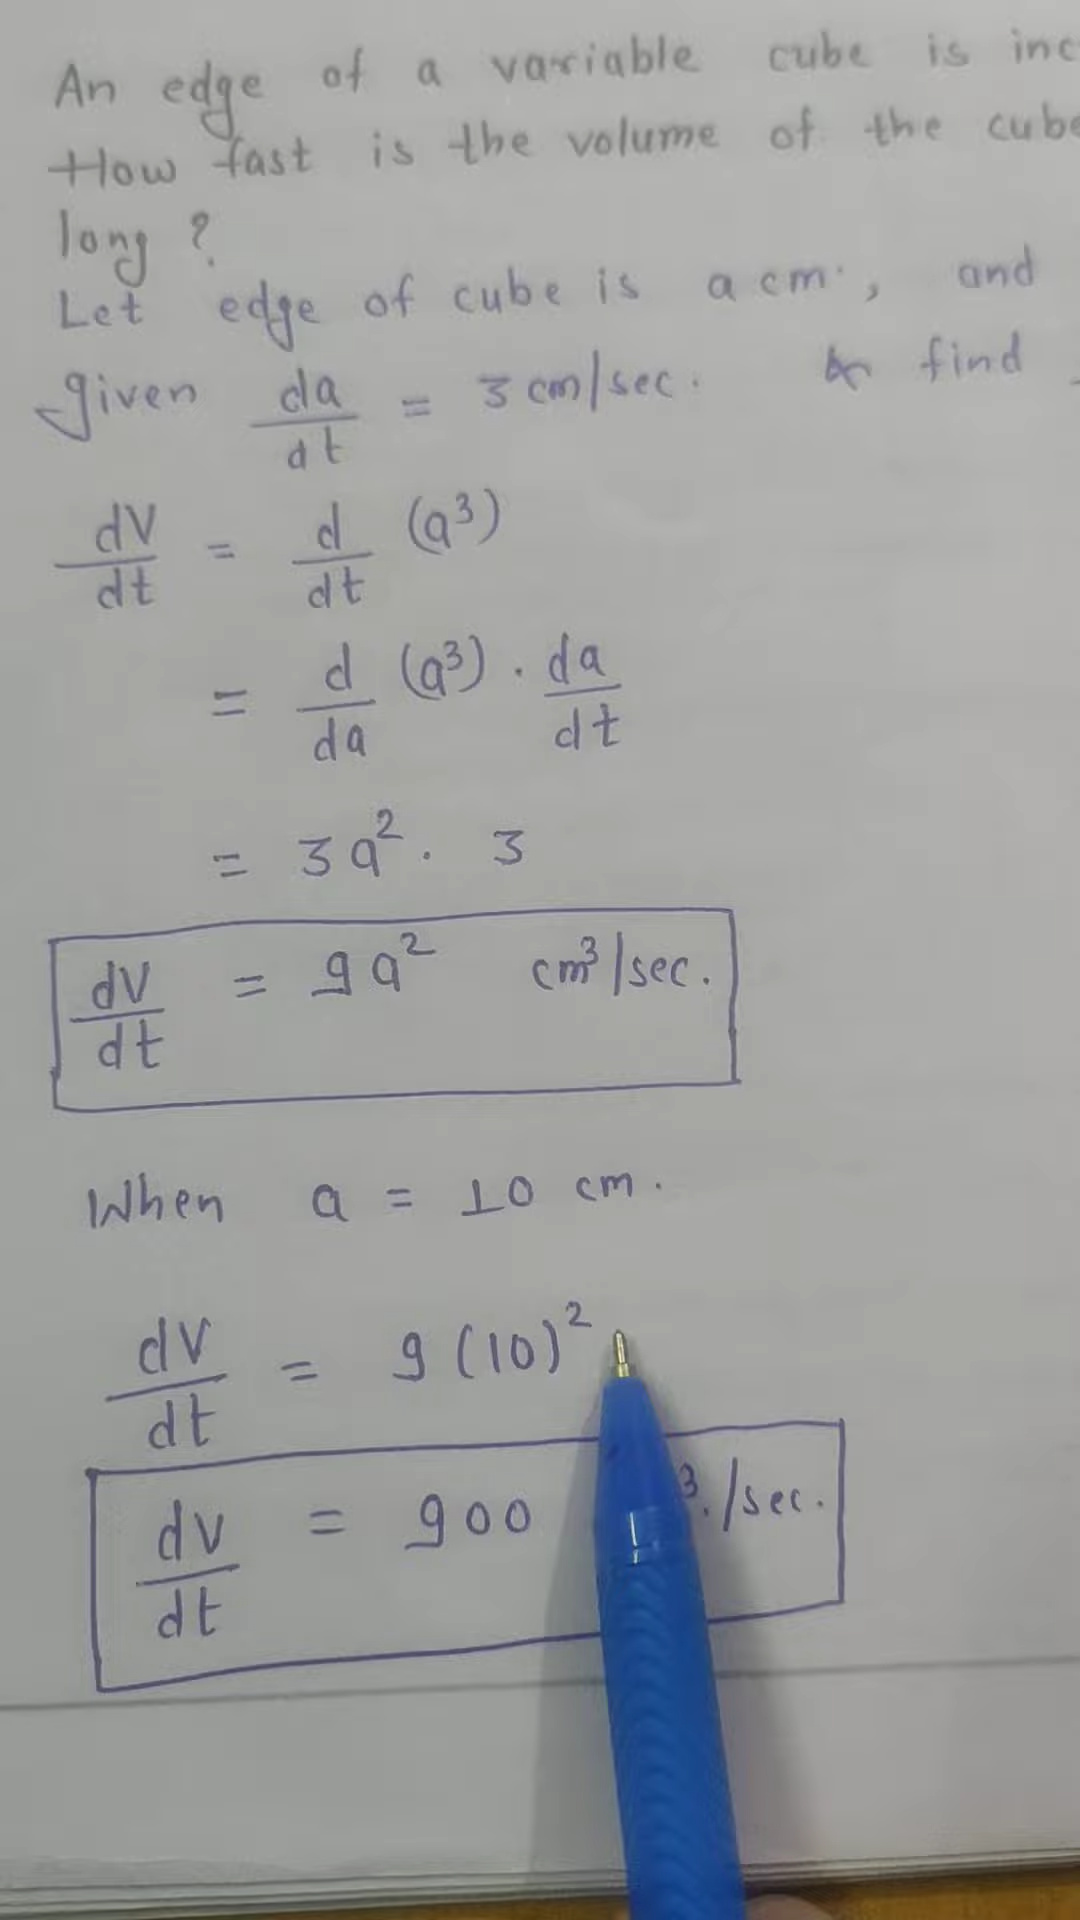 An edge of a variable cube is inc
How fast is the volume of the cube
long ?
Let edge of cube is a cm., and
given da/dt = 3 cm/sec. find
dV/dt = d/dt (a³)
= d/da (a³) . da/dt
= 3a² . 3
dV/dt = 9a² cm³/sec.
When a = 10 cm.
dV/dt = 9 (10)²
dv/dt = 900 ³./sec.